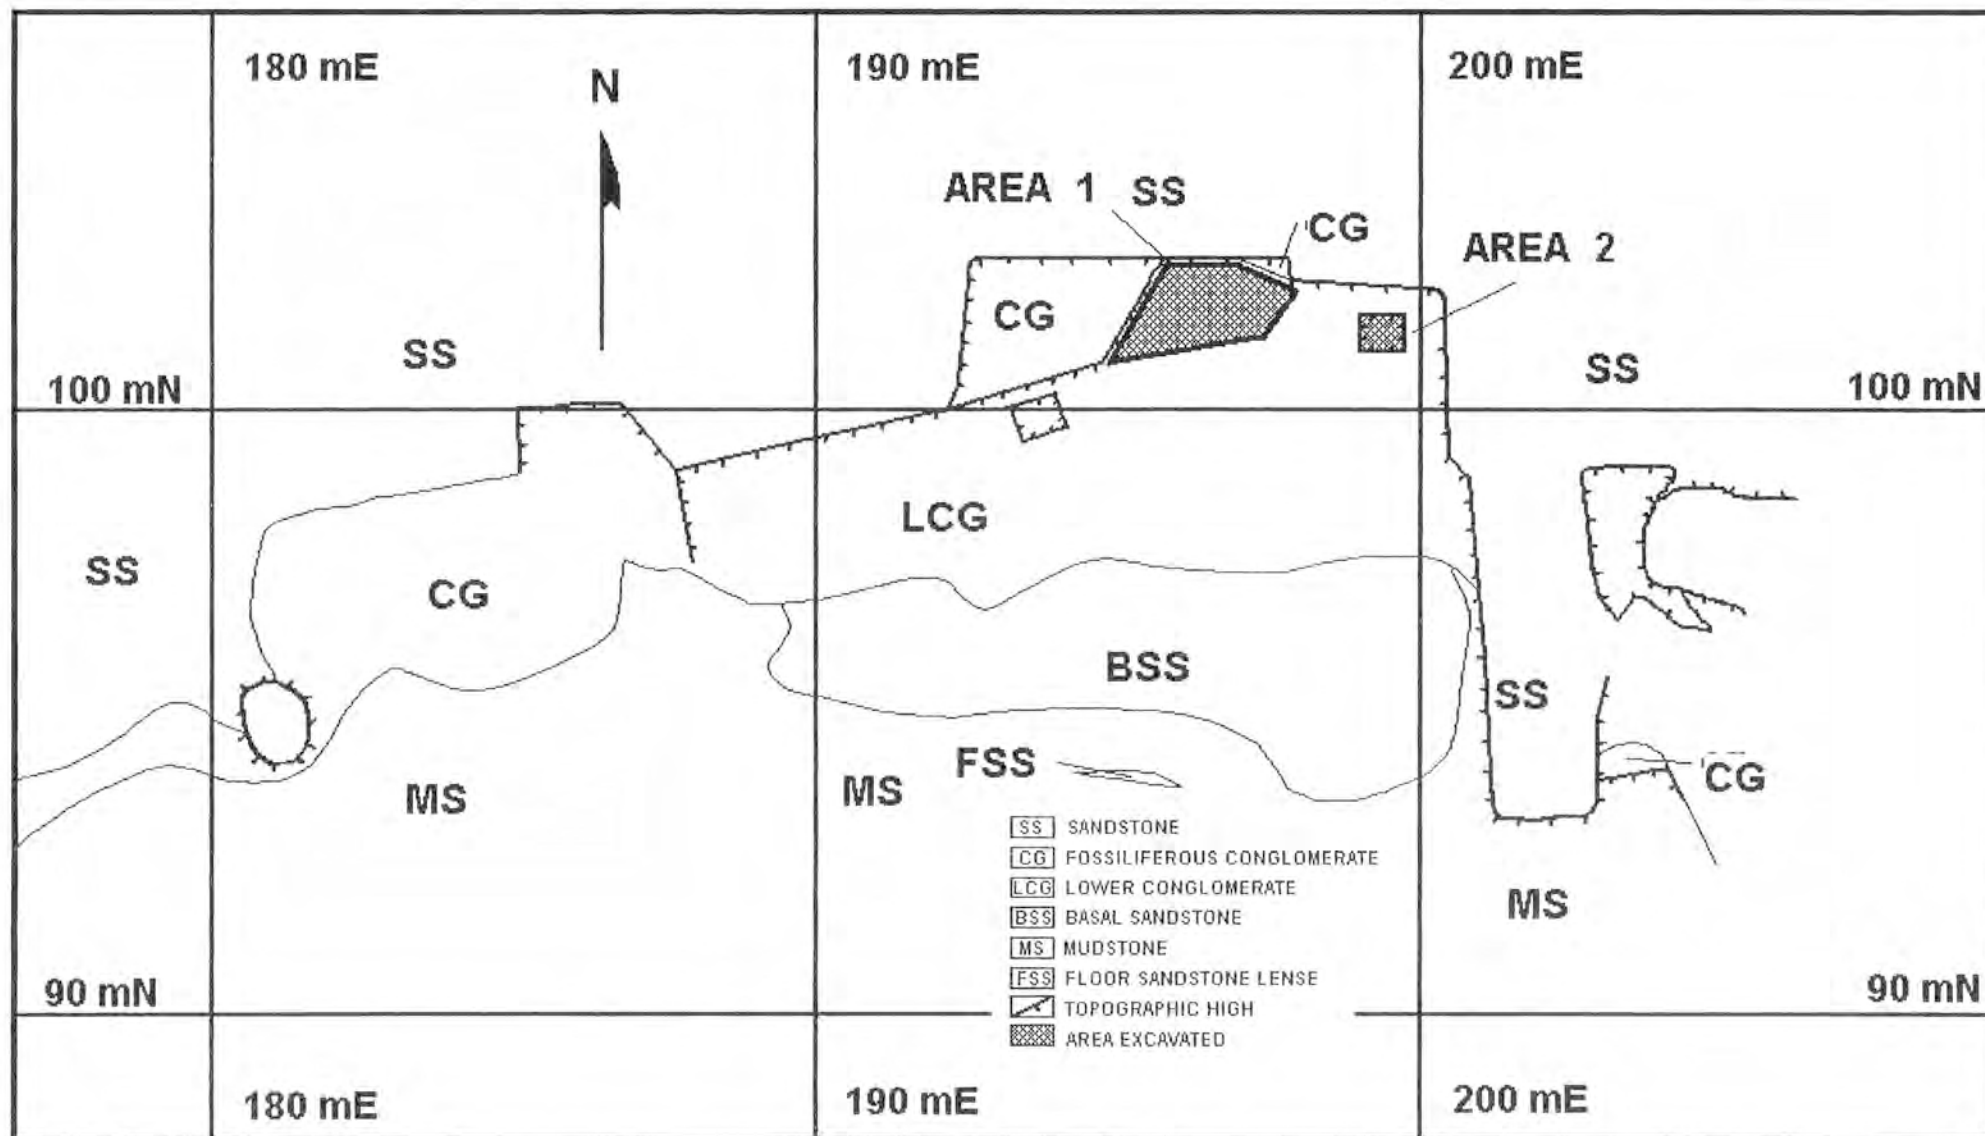 180 mE
190 mE
200 mE
N
AREA 1
SS
CG
AREA 2
CG
SS
SS
100 mN
100 mN
LCG
SS
CG
BSS
SS
FSS
CG
MS
MS
MS
SS SANDSTONE
CG FOSSILIFEROUS CONGLOMERATE
LCG LOWER CONGLOMERATE
BSS BASAL SANDSTONE
MS MUDSTONE
FSS FLOOR SANDSTONE LENSE
TOPOGRAPHIC HIGH
AREA EXCAVATED
90 mN
90 mN
180 mE
190 mE
200 mE